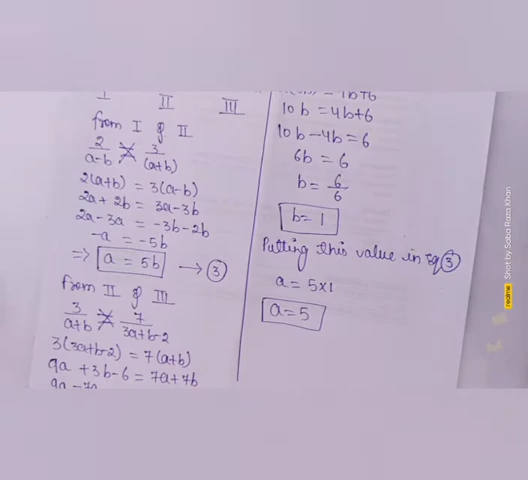 I II III
from I & II
2/(a-b) = 3/(a+b)
2(a+b) = 3(a-b)
2a + 2b = 3a-3b
2a - 3a = -3b-2b
-a = -5b
=> a = 5b → 3
from II & III
3/(a+b) = 7/(3a+b-2)
3(3a+b-2) = 7(a+b)
9a + 3b - 6 = 7a + 7b
= 4b+6
10b = 4b+6
10b - 4b = 6
6b = 6
b = 6/6
b = 1
Putting this value in Eq 3
a = 5×1
a = 5
realme Shot by Saba Raza Khan